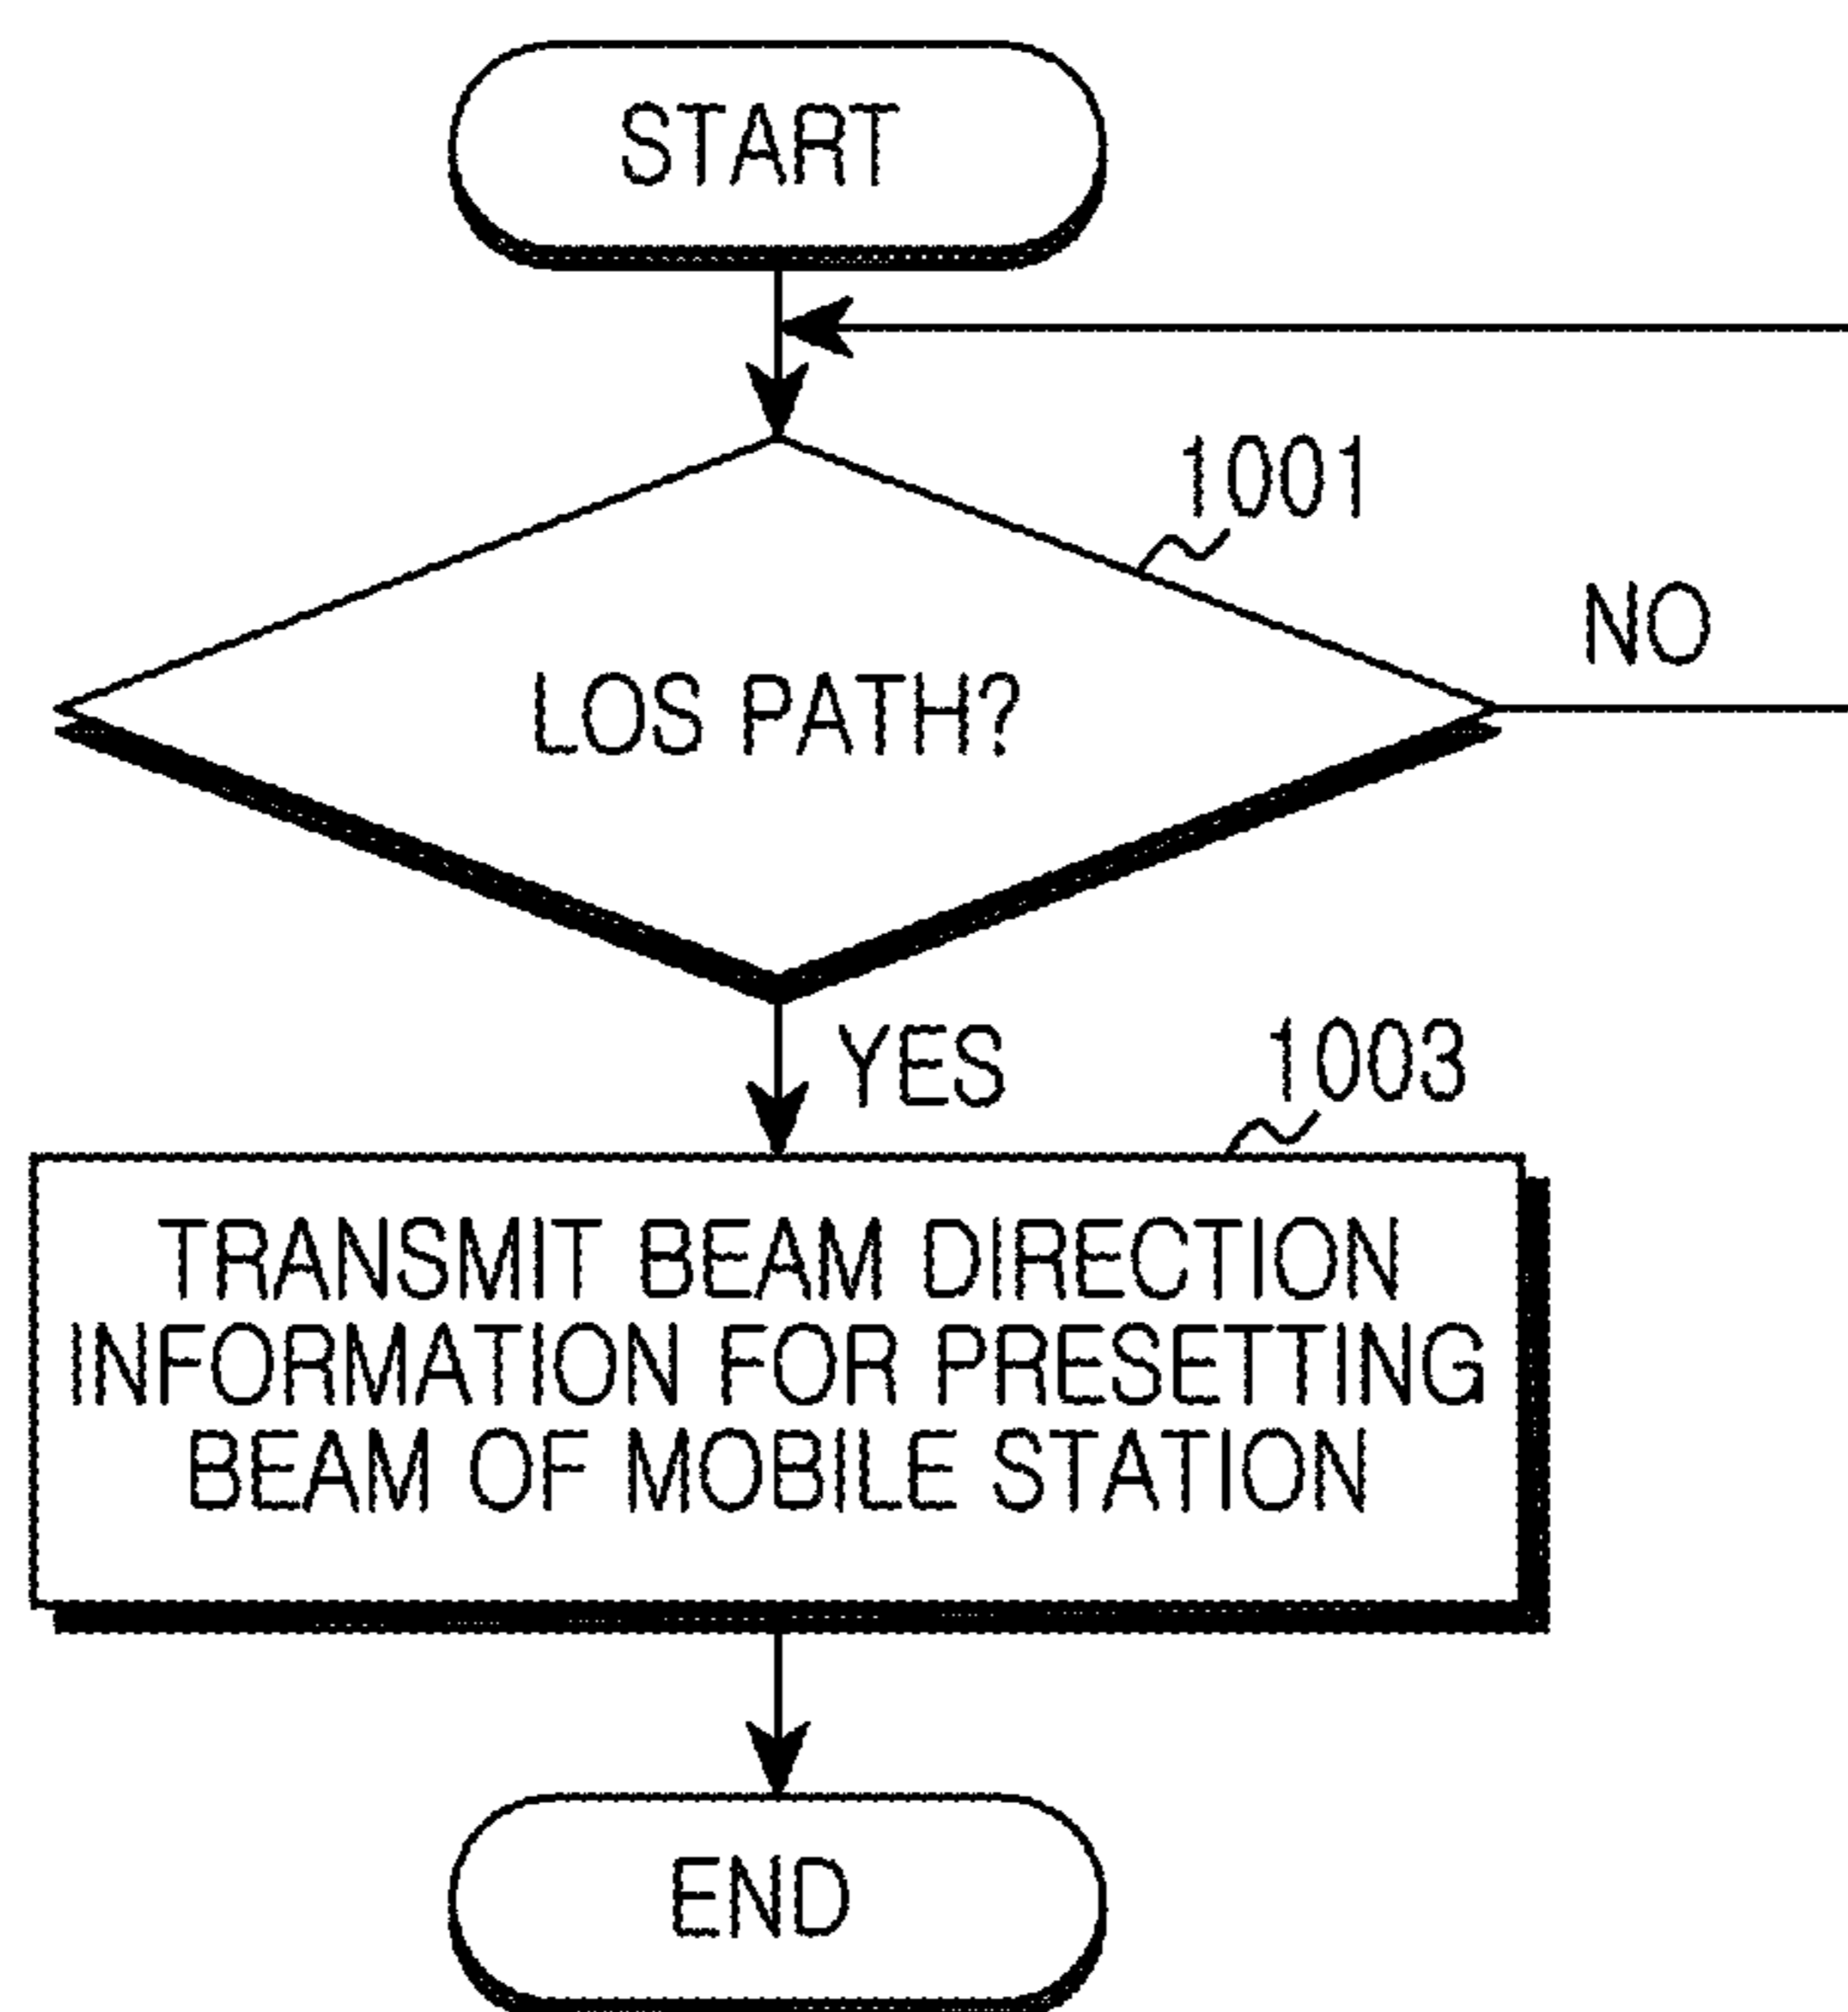 START
1001
NO
LOS PATH?
YES
1003
TRANSMIT BEAM DIRECTION
INFORMATION FOR PRESETTING
BEAM OF MOBILE STATION
END